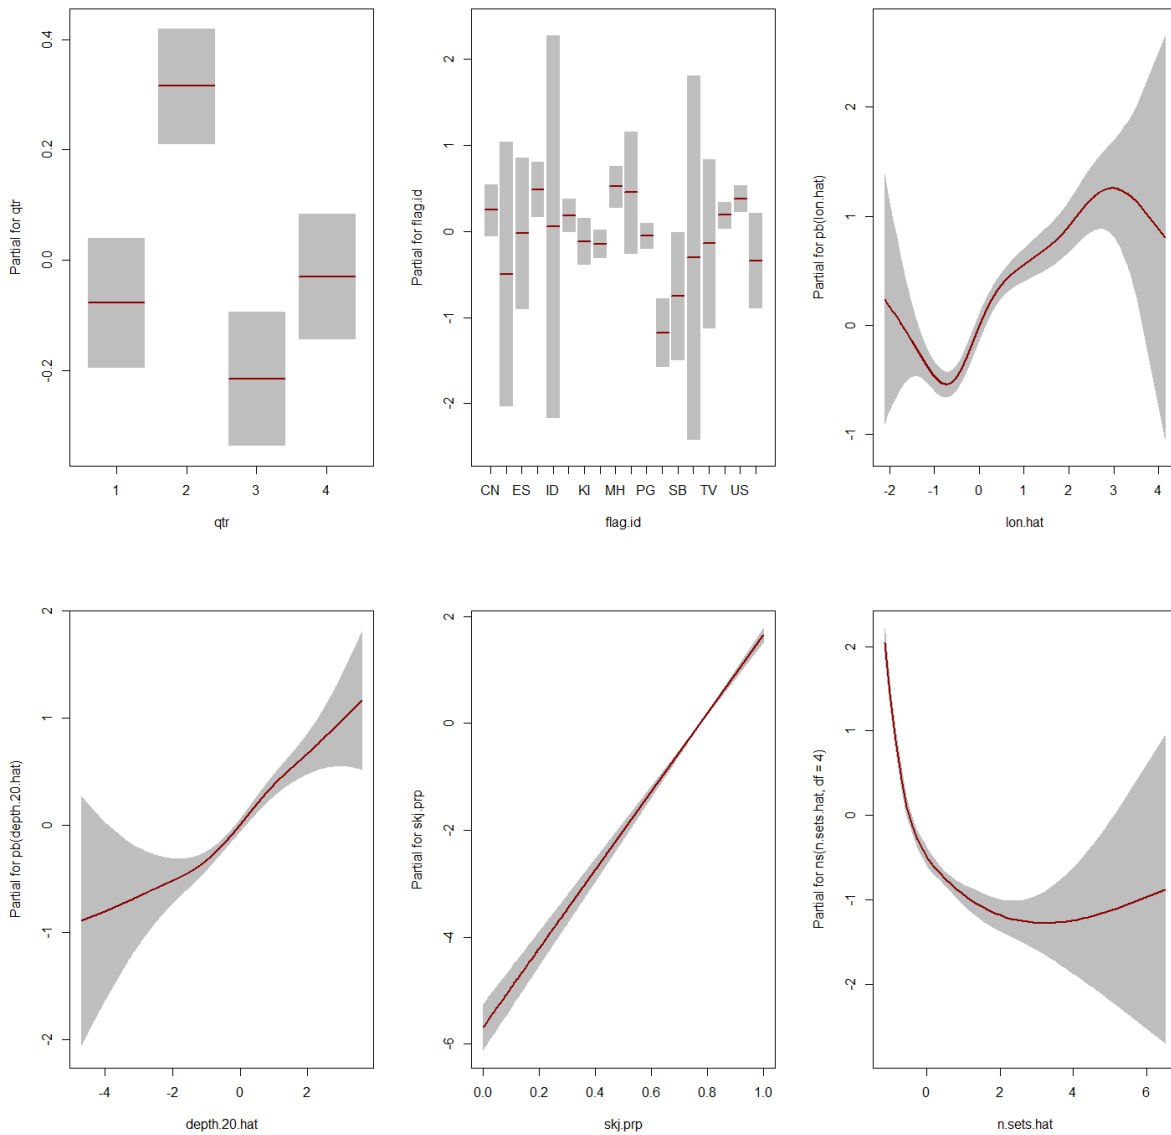 Partial for qtr
0.4
0.2
0.0
-0.2
1 2 3 4
qtr
Partial for flag.id
2
1
0
-1
-2
CN ES ID KI MH PG SB TV US
flag.id
Partial for pb(lon.hat)
2
1
0
-1
-2 -1 0 1 2 3 4
lon.hat
Partial for pb(depth.20.hat)
2
1
0
-1
-2
-4 -2 0 2
depth.20.hat
Partial for skj.prp
2
0
-2
-4
-6
0.0 0.2 0.4 0.6 0.8 1.0
skj.prp
Partial for ns(n.sets.hat, df = 4)
2
1
0
-1
-2
0 2 4 6
n.sets.hat